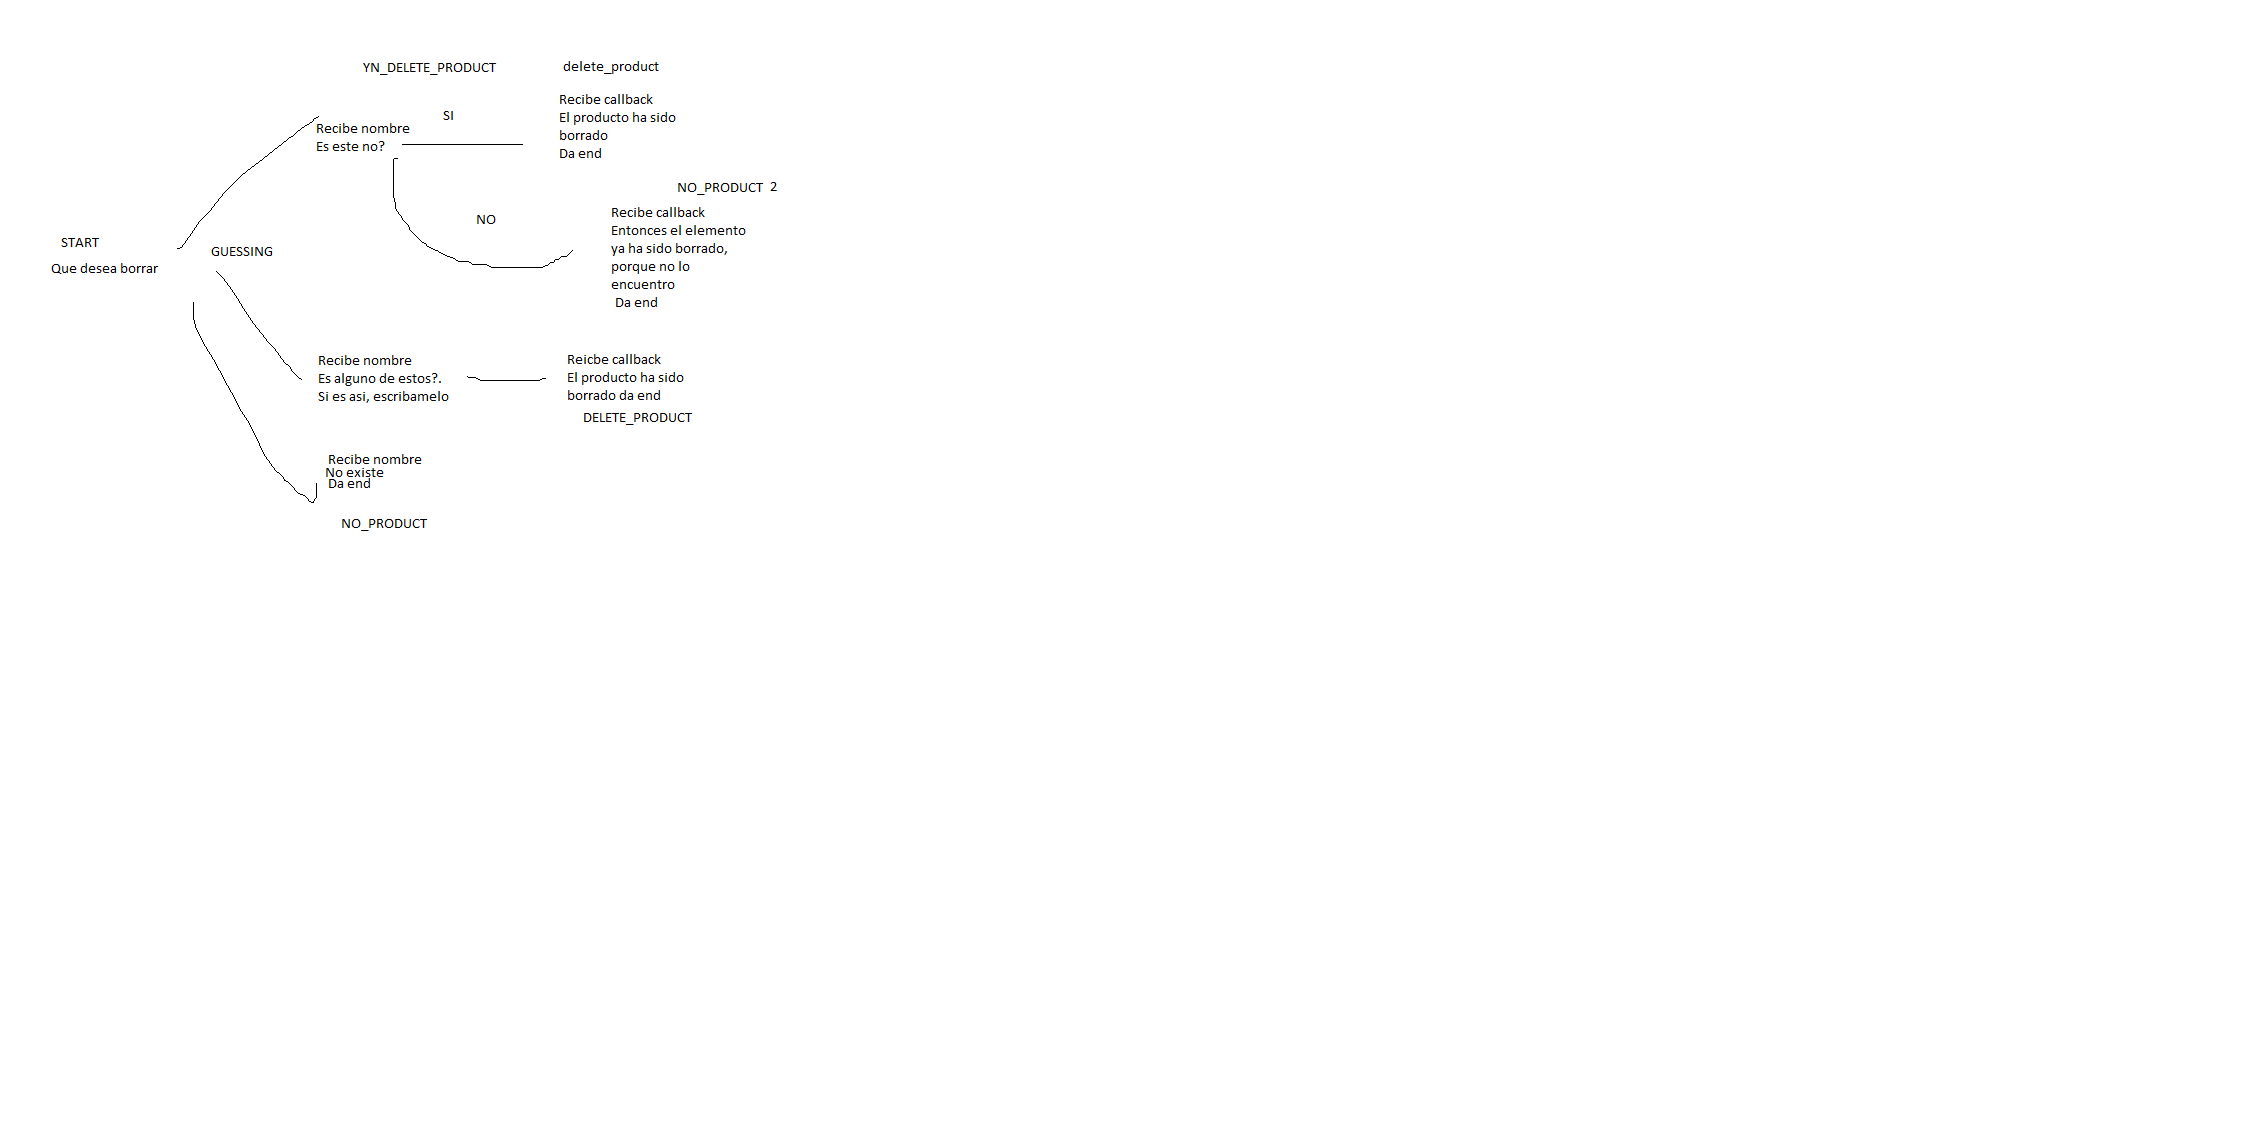 YN_DELETE_PRODUCT
delete_product
Recibe nombre
Es este no?
SI
Recibe callback
El producto ha sido
borrado
Da end
NO_PRODUCT 2
NO
Recibe callback
Entonces el elemento
ya ha sido borrado,
porque no lo
encuentro
Da end
START
Que desea borrar
GUESSING
Recibe nombre
Es alguno de estos?.
Si es asi, escribamelo
Reicbe callback
El producto ha sido
borrado da end
DELETE_PRODUCT
Recibe nombre
No existe
Da end
NO_PRODUCT